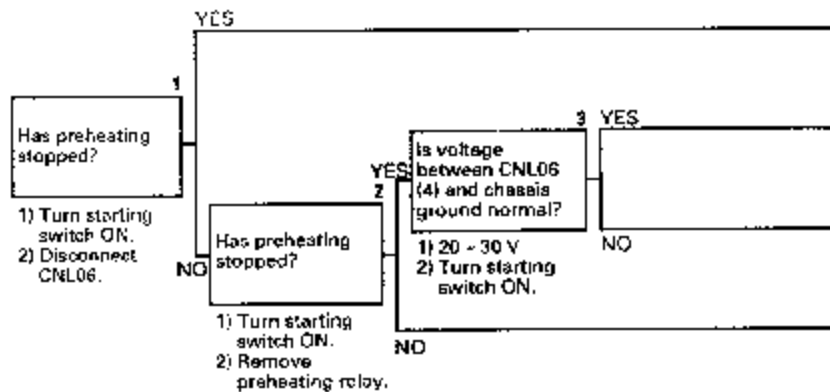 YES
1
Has preheating
stopped?
1) Turn starting
switch ON.
2) Disconnect
CNL06.
NO
2
Has preheating
stopped?
1) Turn starting
switch ON.
2) Remove
preheating relay.
YES
3
Is voltage
between CNL06
(4) and chassis
ground normal?
1) 20 ~ 30 V
2) Turn starting
switch ON.
YES
NO
NO